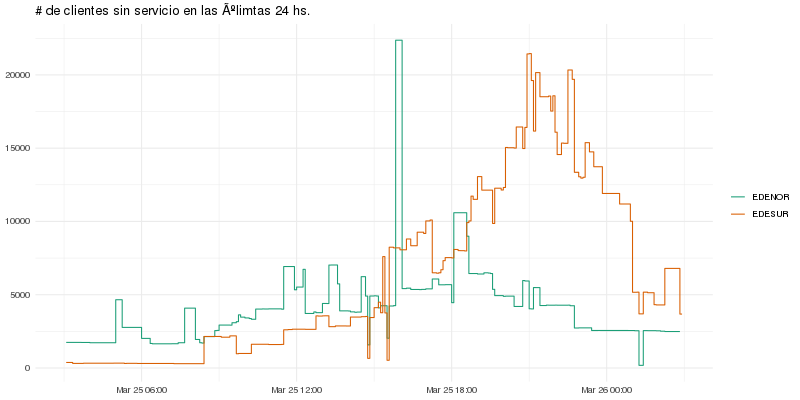 # de clientes sin servicio en las Ãºlimtas 24 hs.
20000
15000
10000
5000
0
Mar 25 06:00
Mar 25 12:00
Mar 25 18:00
Mar 26 00:00
EDENOR
EDESUR